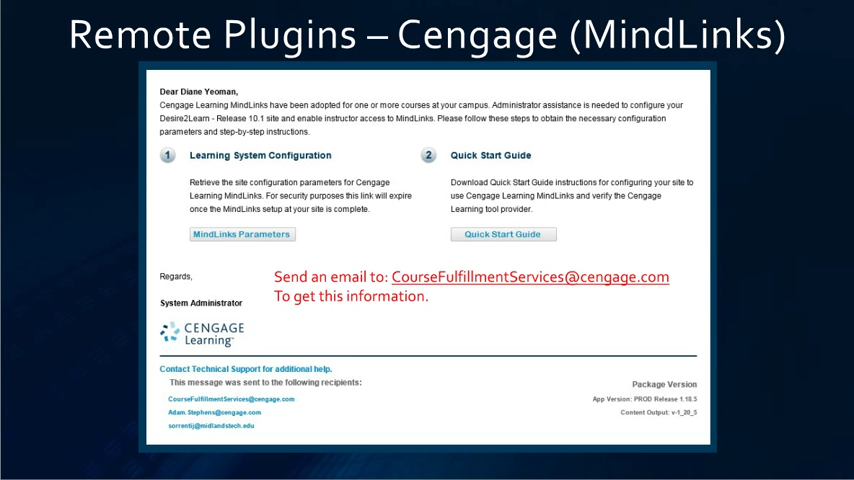 Remote Plugins – Cengage (MindLinks)
Dear Diane Yeoman,
Cengage Learning MindLinks have been adopted for one or more courses at your campus. Administrator assistance is needed to configure your
Desire2Learn - Release 10.1 site and enable instructor access to MindLinks. Please follow these steps to obtain the necessary configuration
parameters and step-by-step instructions.
1 Learning System Configuration
Retrieve the site configuration parameters for Cengage
Learning MindLinks. For security purposes this link will expire
once the MindLinks setup at your site is complete.
MindLinks Parameters
2 Quick Start Guide
Download Quick Start Guide instructions for configuring your site to
use Cengage Learning MindLinks and verify the Cengage
Learning tool provider.
Quick Start Guide
Regards,
System Administrator
Send an email to: CourseFulfillmentServices@cengage.com
To get this information.
CENGAGE
Learning™
Contact Technical Support for additional help.
This message was sent to the following recipients:
CourseFulfillmentServices@cengage.com
Adam.Stephens@cengage.com
sorrentij@midlandstech.edu
Package Version
App Version: PROD Release 1.18.5
Content Output: v-1_20_5